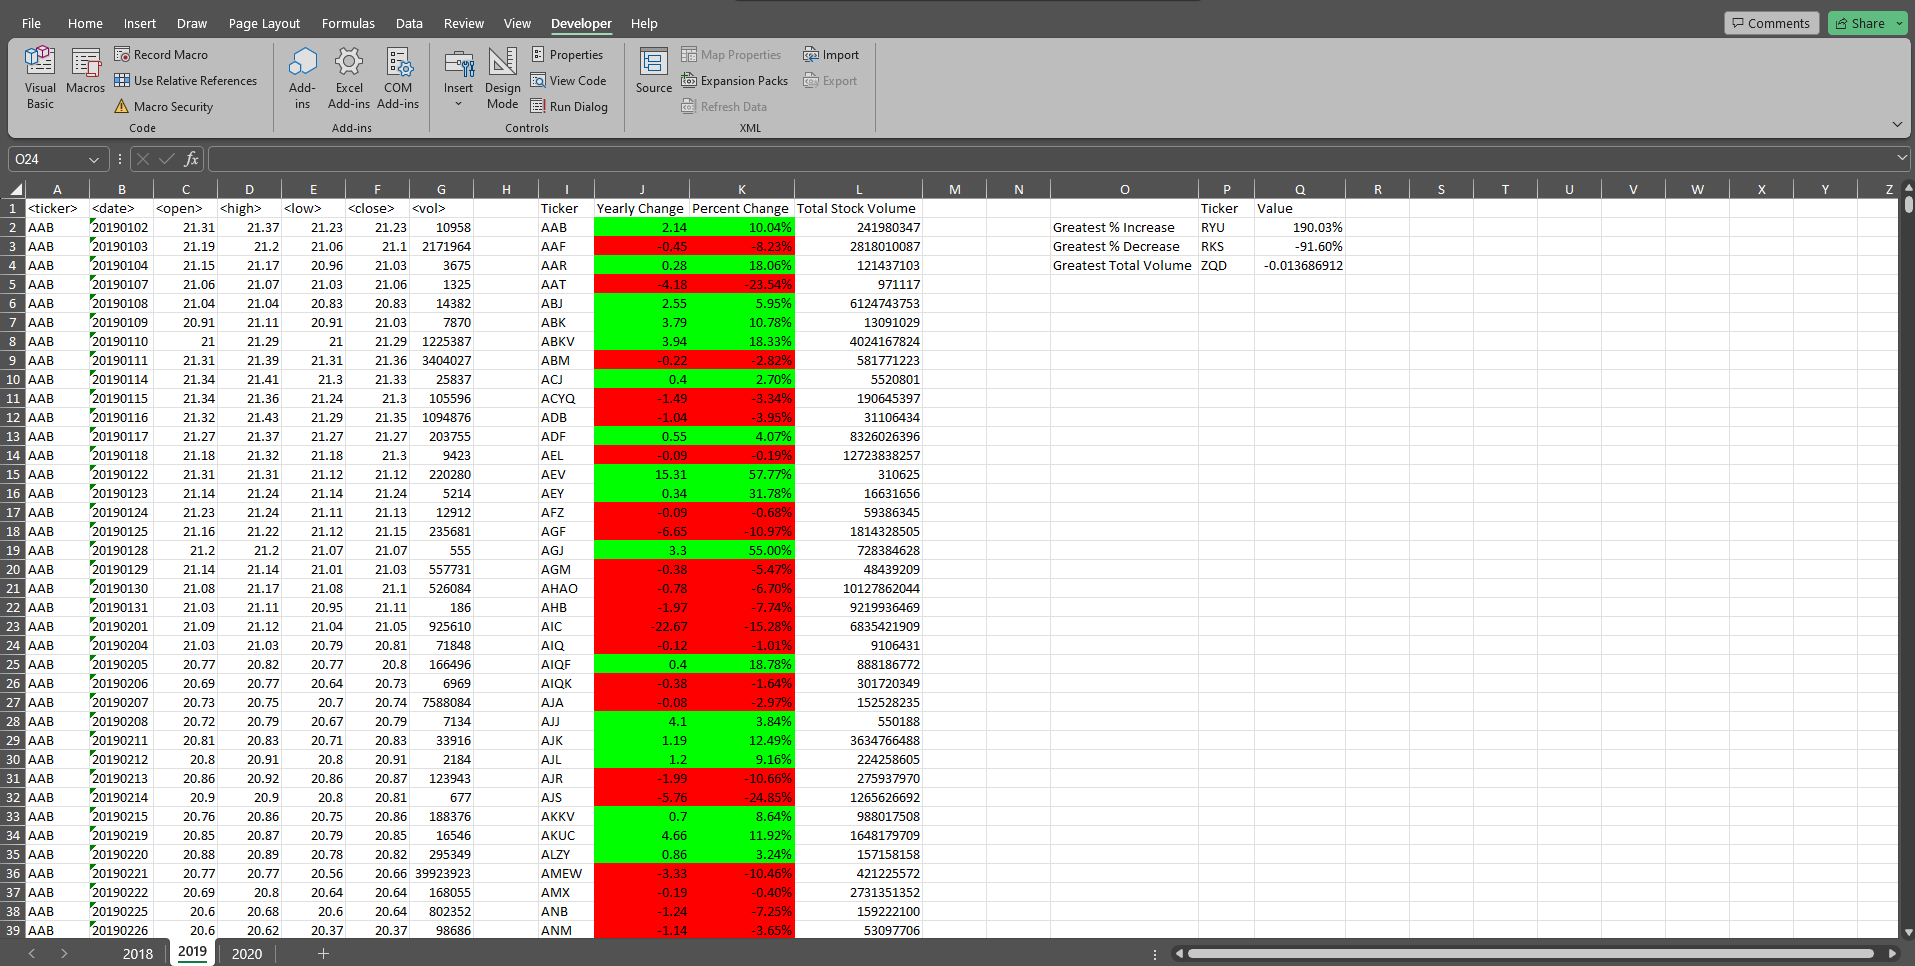 File Home Insert Draw Page Layout Formulas Data Review View Developer Help Comments Share
Visual Basic Macros Record Macro Use Relative References Macro Security Code
Add-ins Excel Add-ins COM Add-ins Add-ins
Insert Design Mode Properties View Code Run Dialog Controls
Source Map Properties Expansion Packs Refresh Data Import Export XML
O24 fx
A B C D E F G H I J K L M N O P Q R S T U V W X Y Z
1 <ticker> <date> <open> <high> <low> <close> <vol> Ticker Yearly Change Percent Change Total Stock Volume Ticker Value
2 AAB 20190102 21.31 21.37 21.23 21.23 10958 AAB 2.14 10.04% 241980347 Greatest % Increase RYU 190.03%
3 AAB 20190103 21.19 21.2 21.06 21.1 2171964 AAF -0.45 -8.23% 2818010087 Greatest % Decrease RKS -91.60%
4 AAB 20190104 21.15 21.17 20.96 21.03 3675 AAR 0.28 18.06% 121437103 Greatest Total Volume ZQD -0.013686912
5 AAB 20190107 21.06 21.07 21.03 21.06 1325 AAT -4.18 -23.54% 971117
6 AAB 20190108 21.04 21.04 20.83 20.83 14382 ABJ 2.55 5.95% 6124743753
7 AAB 20190109 20.91 21.11 20.91 21.03 7870 ABK 3.79 10.78% 13091029
8 AAB 20190110 21 21.29 21 21.29 1225387 ABKV 3.94 18.33% 4024167824
9 AAB 20190111 21.31 21.39 21.31 21.36 3404027 ABM -0.22 -2.82% 581771223
10 AAB 20190114 21.34 21.41 21.3 21.33 25837 ACJ 0.4 2.70% 5520801
11 AAB 20190115 21.34 21.36 21.24 21.3 105596 ACYQ -1.49 -3.34% 190645397
12 AAB 20190116 21.32 21.43 21.29 21.35 1094876 ADB -1.04 -3.95% 31106434
13 AAB 20190117 21.27 21.37 21.27 21.27 203755 ADF 0.55 4.07% 8326026396
14 AAB 20190118 21.18 21.32 21.18 21.3 9423 AEL -0.09 -0.19% 12723838257
15 AAB 20190122 21.31 21.31 21.12 21.12 220280 AEV 15.31 57.77% 310625
16 AAB 20190123 21.14 21.24 21.14 21.24 5214 AEY 0.34 31.78% 16631656
17 AAB 20190124 21.23 21.24 21.11 21.13 12912 AFZ -0.09 -0.68% 59386345
18 AAB 20190125 21.16 21.22 21.12 21.15 235681 AGF -6.65 -10.97% 1814328505
19 AAB 20190128 21.2 21.2 21.07 21.07 555 AGJ 3.3 55.00% 728384628
20 AAB 20190129 21.14 21.14 21.01 21.03 557731 AGM -0.38 -5.47% 48439209
21 AAB 20190130 21.08 21.17 21.08 21.1 526084 AHAO -0.78 -6.70% 10127862044
22 AAB 20190131 21.03 21.11 20.95 21.11 186 AHB -1.97 -7.74% 9219936469
23 AAB 20190201 21.09 21.12 21.04 21.05 925610 AIC -22.67 -15.28% 6835421909
24 AAB 20190204 21.03 21.03 20.79 20.81 71848 AIQ -0.12 -1.01% 9106431
25 AAB 20190205 20.77 20.82 20.77 20.8 166496 AIQF 0.4 18.78% 888186772
26 AAB 20190206 20.69 20.77 20.64 20.73 6969 AIQK -0.38 -1.64% 301720349
27 AAB 20190207 20.73 20.75 20.7 20.74 7588084 AJA -0.08 -2.97% 152528235
28 AAB 20190208 20.72 20.79 20.67 20.79 7134 AJJ 4.1 3.84% 550188
29 AAB 20190211 20.81 20.83 20.71 20.83 33916 AJK 1.19 12.49% 3634766488
30 AAB 20190212 20.8 20.91 20.8 20.91 2184 AJL 1.2 9.16% 224258605
31 AAB 20190213 20.86 20.92 20.86 20.87 123943 AJR -1.99 -10.66% 275937970
32 AAB 20190214 20.9 20.9 20.8 20.81 677 AJS -5.76 -24.85% 1265626692
33 AAB 20190215 20.76 20.86 20.75 20.86 188376 AKKV 0.7 8.64% 988017508
34 AAB 20190219 20.85 20.87 20.79 20.85 16546 AKUC 4.66 11.92% 1648179709
35 AAB 20190220 20.88 20.89 20.78 20.82 295349 ALZY 0.86 3.24% 157158158
36 AAB 20190221 20.77 20.77 20.56 20.66 39923923 AMEW -3.33 -10.46% 421225572
37 AAB 20190222 20.69 20.8 20.64 20.64 168055 AMX -0.19 -0.40% 2731351352
38 AAB 20190225 20.6 20.68 20.6 20.64 802352 ANB -1.24 -7.25% 159222100
39 AAB 20190226 20.6 20.62 20.37 20.37 98686 ANM -1.14 -3.65% 53097706
2018 2019 2020